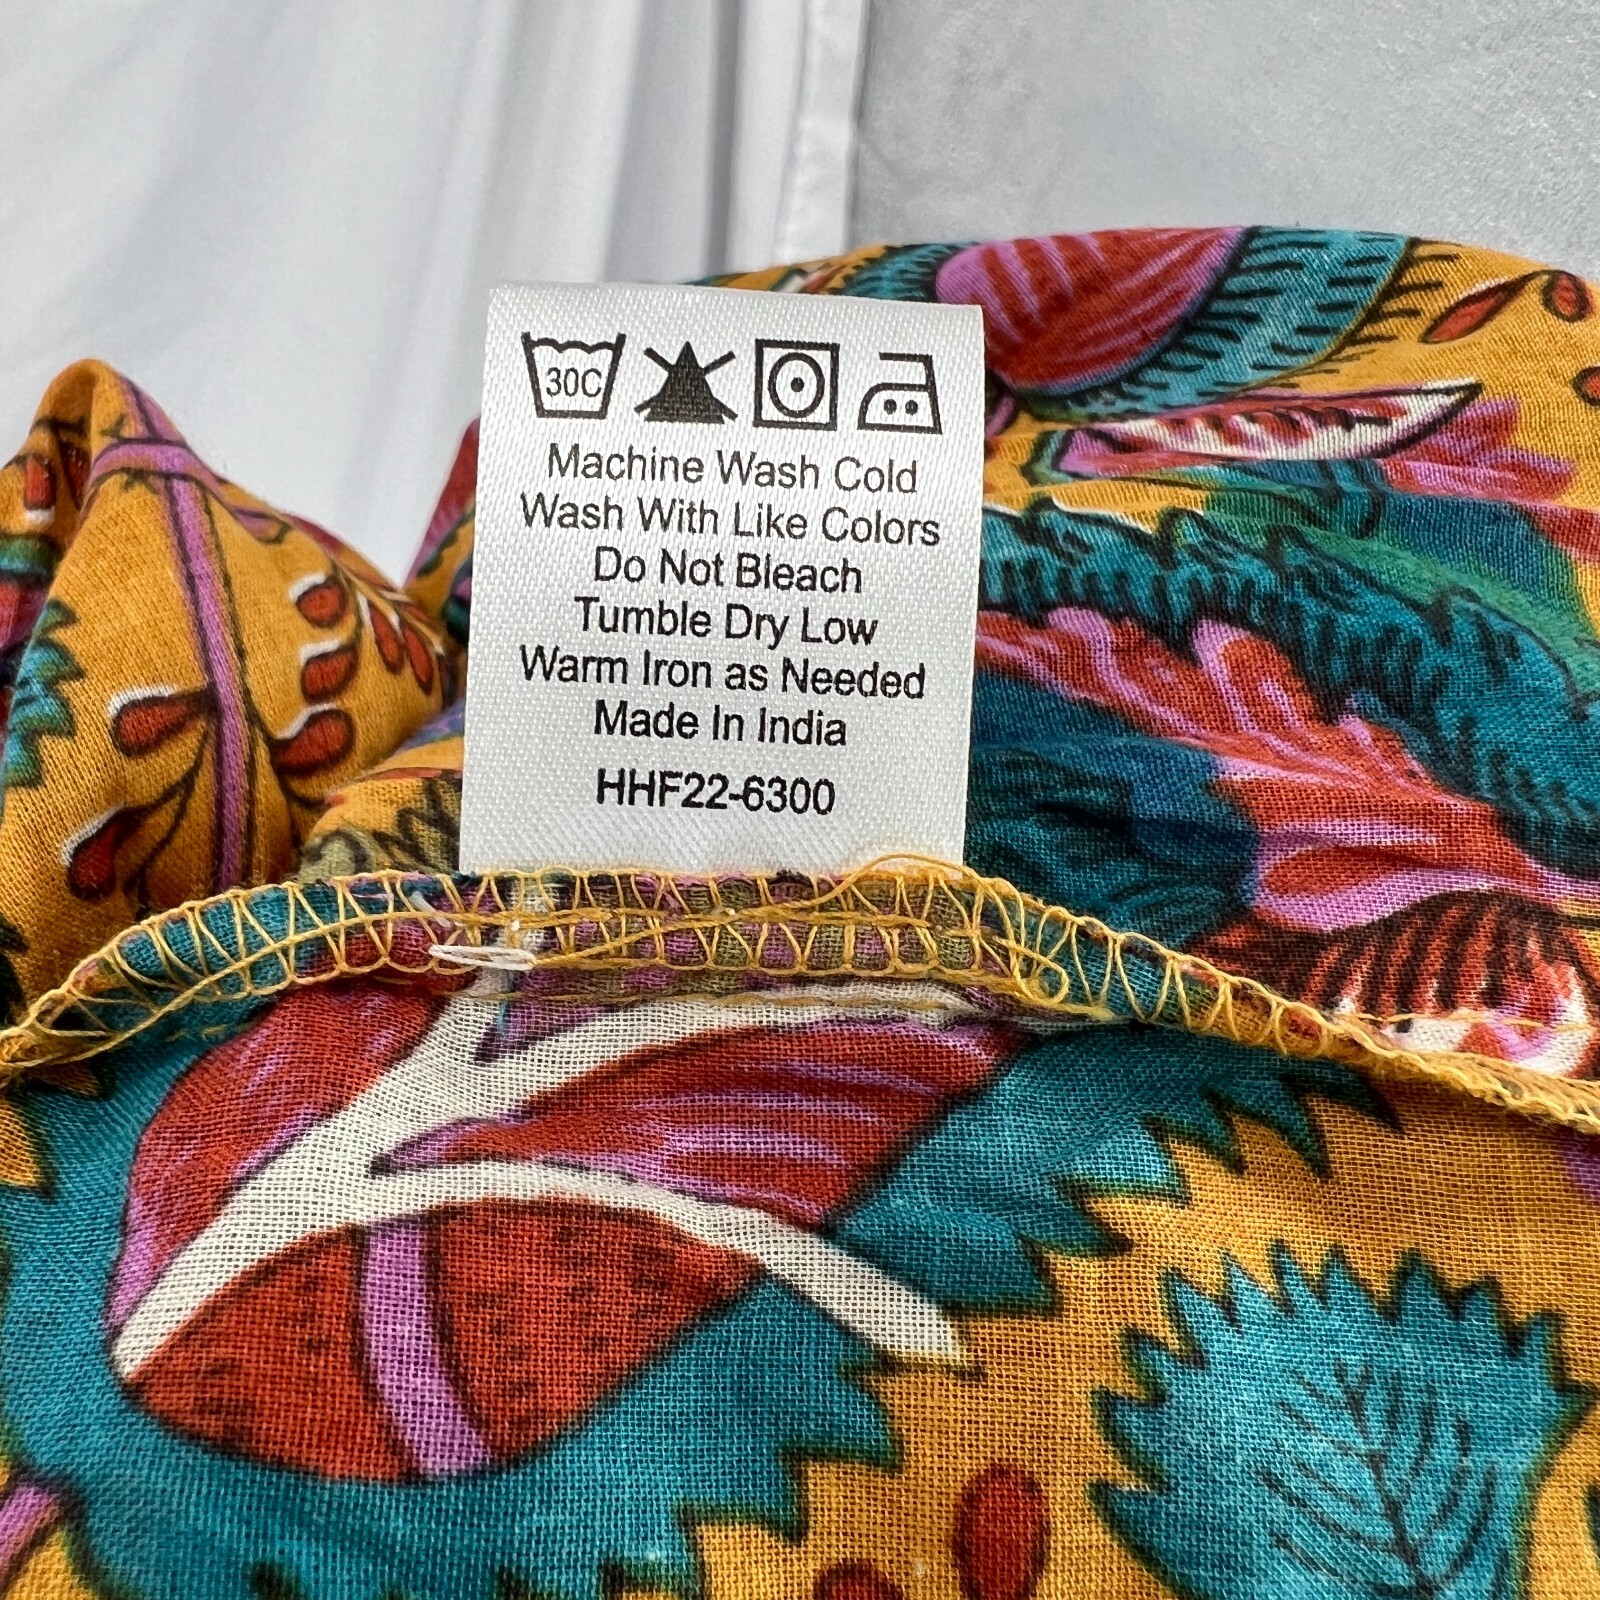 30C
Machine Wash Cold
Wash With Like Colors
Do Not Bleach
Tumble Dry Low
Warm Iron as Needed
Made In India
HHF22-6300